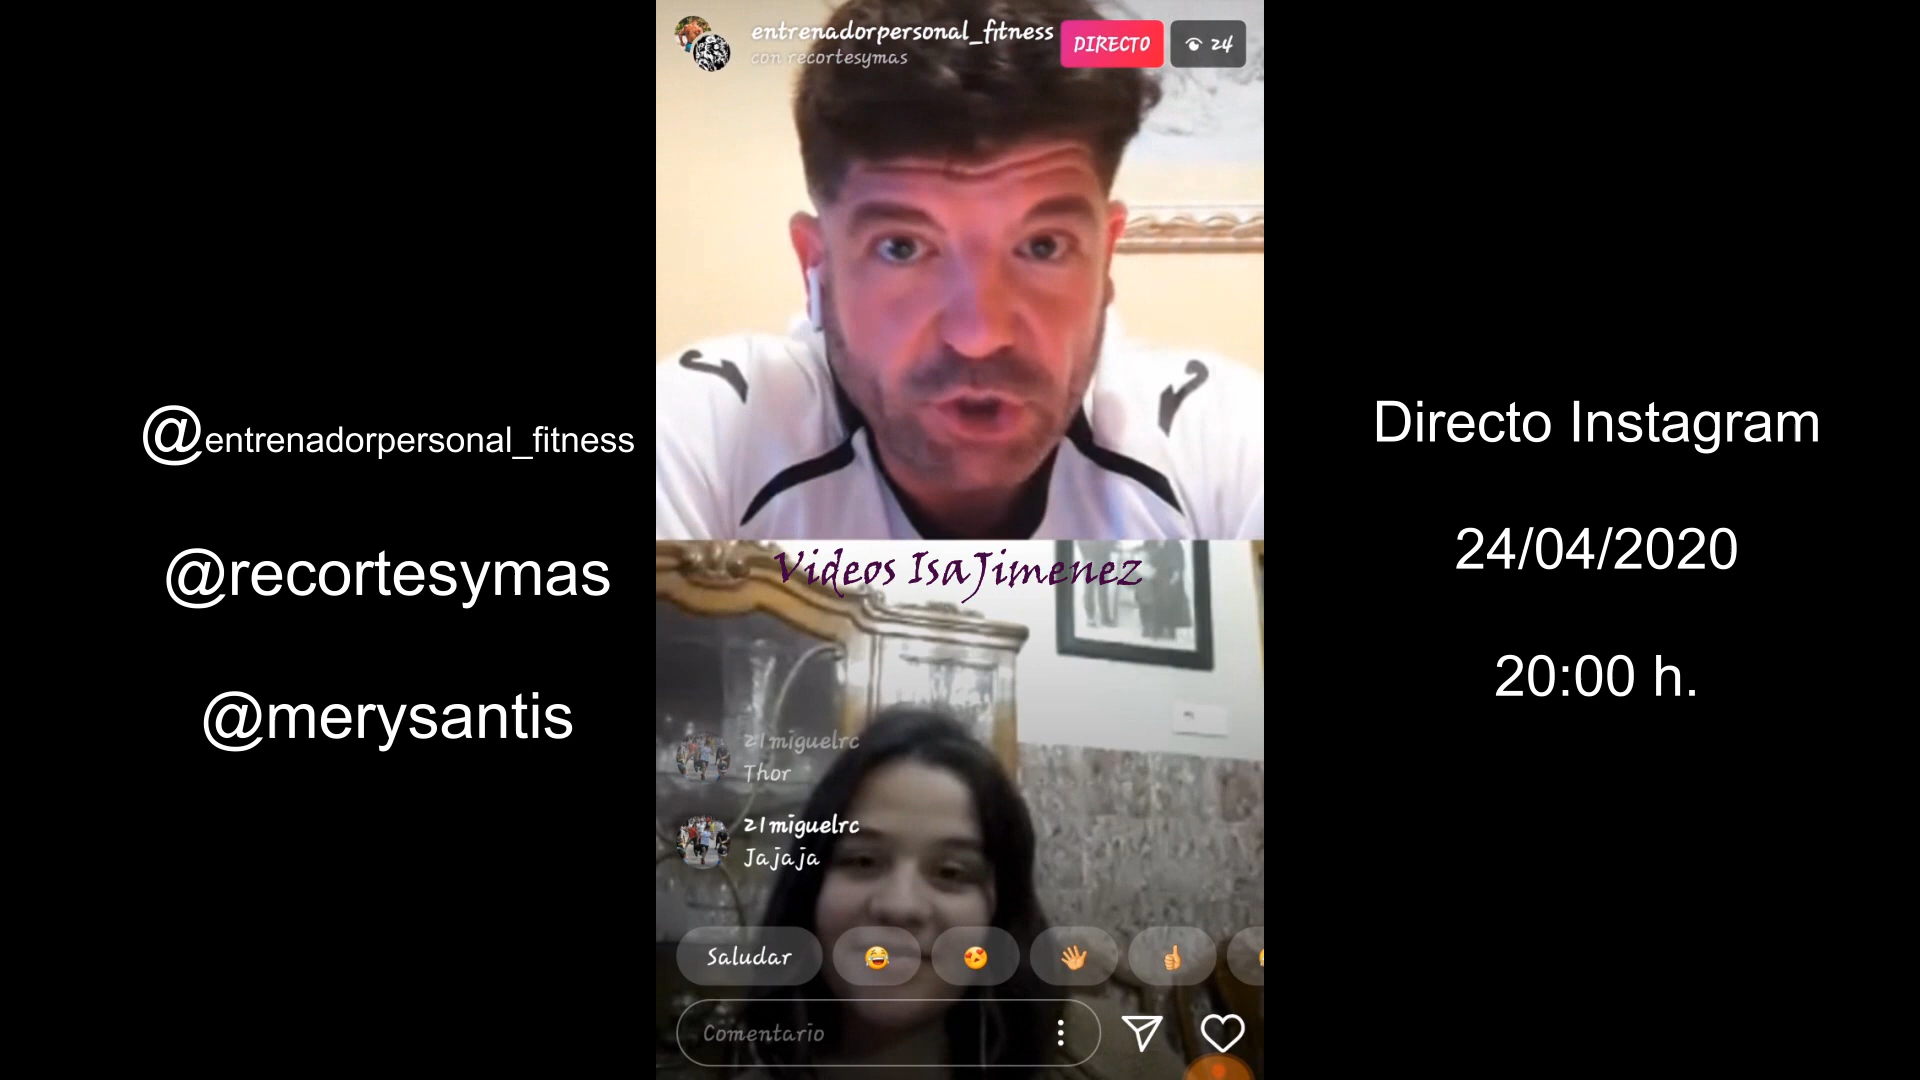 entrenadorpersonal_fitness
con recortesymas
DIRECTO
24
@entrenadorpersonal_fitness
@recortesymas
@merysantis
Videos IsaJimenez
21miguelrc
Thor
21miguelrc
Jajaja
Saludar
Comentario
Directo Instagram
24/04/2020
20:00 h.